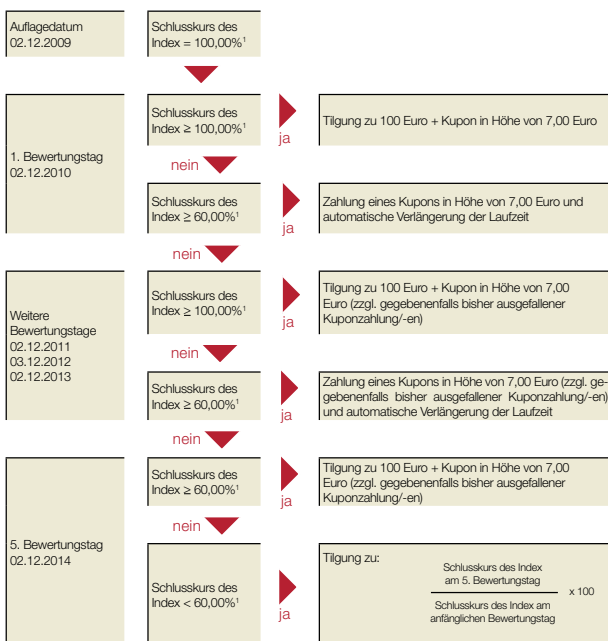 Auflagedatum
02.12.2009
Schlusskurs des
Index = 100,00%¹
1. Bewertungstag
02.12.2010
Schlusskurs des
Index ≥ 100,00%¹
ja
Tilgung zu 100 Euro + Kupon in Höhe von 7,00 Euro
nein
Schlusskurs des
Index ≥ 60,00%¹
ja
Zahlung eines Kupons in Höhe von 7,00 Euro und
automatische Verlängerung der Laufzeit
nein
Weitere
Bewertungstage
02.12.2011
03.12.2012
02.12.2013
Schlusskurs des
Index ≥ 100,00%¹
ja
Tilgung zu 100 Euro + Kupon in Höhe von 7,00
Euro (zzgl. gegebenenfalls bisher ausgefallener
Kuponzahlung/-en)
nein
Schlusskurs des
Index ≥ 60,00%¹
ja
Zahlung eines Kupons in Höhe von 7,00 Euro (zzgl. ge-
gebenenfalls bisher ausgefallener Kuponzahlung/-en)
und automatische Verlängerung der Laufzeit
nein
5. Bewertungstag
02.12.2014
Schlusskurs des
Index ≥ 60,00%¹
ja
Tilgung zu 100 Euro + Kupon in Höhe von 7,00
Euro (zzgl. gegebenenfalls bisher ausgefallener
Kuponzahlung/-en)
nein
Schlusskurs des
Index < 60,00%¹
ja
Tilgung zu:
Schlusskurs des Index
am 5. Bewertungstag
x 100
Schlusskurs des Index am
anfänglichen Bewertungstag